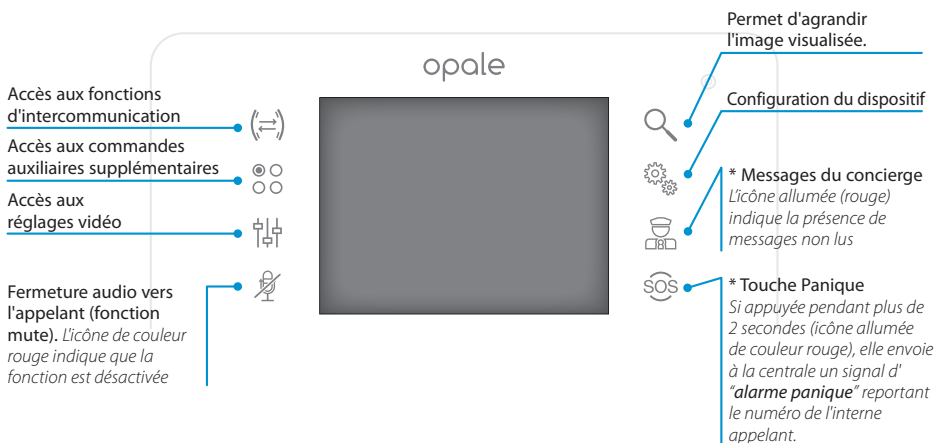 opale
Accès aux fonctions
d'intercommunication
Accès aux commandes
auxiliaires supplémentaires
Accès aux
réglages vidéo
Fermeture audio vers
l'appelant (fonction
mute). L'icône de couleur
rouge indique que la
fonction est désactivée
Permet d'agrandir
l'image visualisée.
Configuration du dispositif
* Messages du concierge
L'icône allumée (rouge)
indique la présence de
messages non lus
SOS
* Touche Panique
Si appuyée pendant plus de
2 secondes (icône allumée
de couleur rouge), elle envoie
à la centrale un signal d'
“alarme panique” reportant
le numéro de l'interne
appelant.